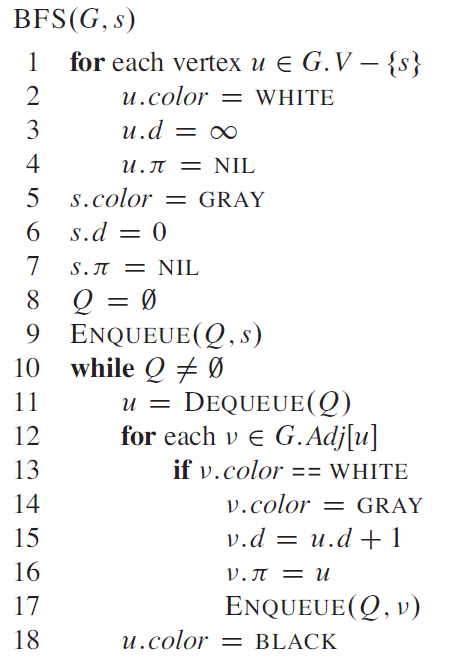 BFS(G, s)
1 for each vertex u ∈ G.V − {s}
2 u.color = WHITE
3 u.d = ∞
4 u.π = NIL
5 s.color = GRAY
6 s.d = 0
7 s.π = NIL
8 Q = ∅
9 ENQUEUE(Q, s)
10 while Q ≠ ∅
11 u = DEQUEUE(Q)
12 for each v ∈ G.Adj[u]
13 if v.color == WHITE
14 v.color = GRAY
15 v.d = u.d + 1
16 v.π = u
17 ENQUEUE(Q, v)
18 u.color = BLACK